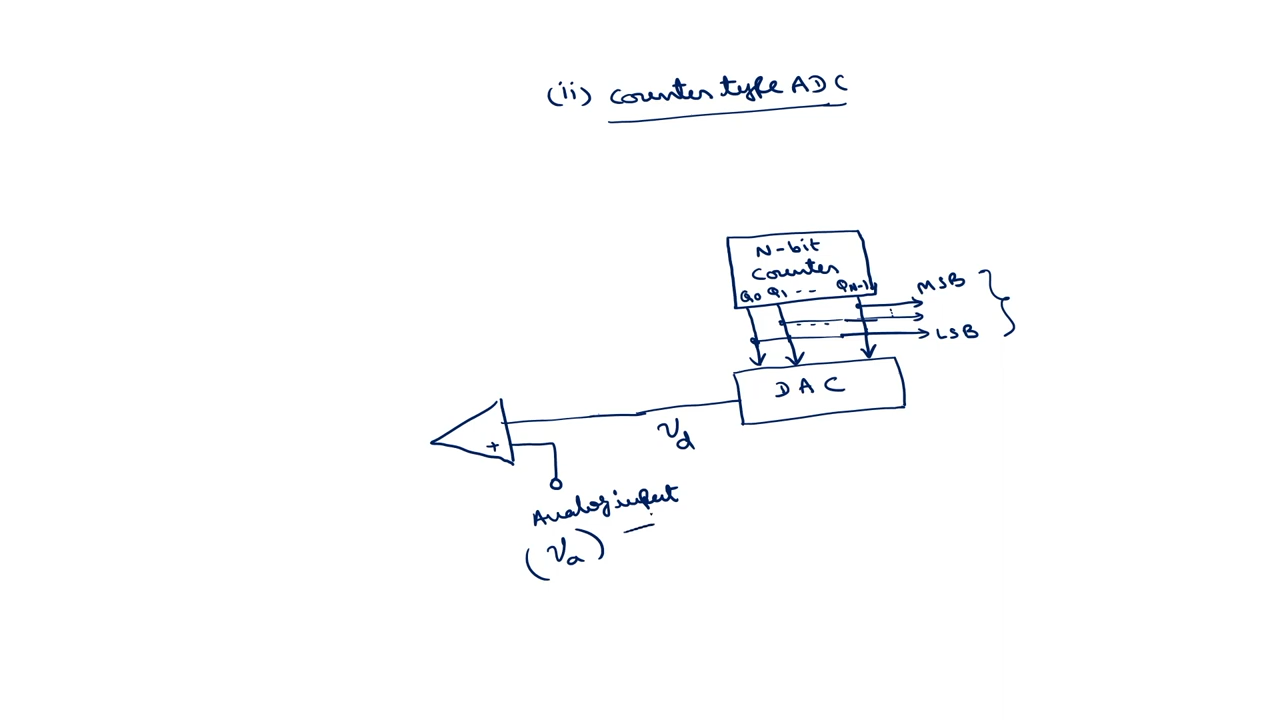 (ii) Counter type ADC
N-bit
Counter
Q0 Q1 -- QN-1
MSB
LSB
DAC
Vd
+
Analog input
(Va)